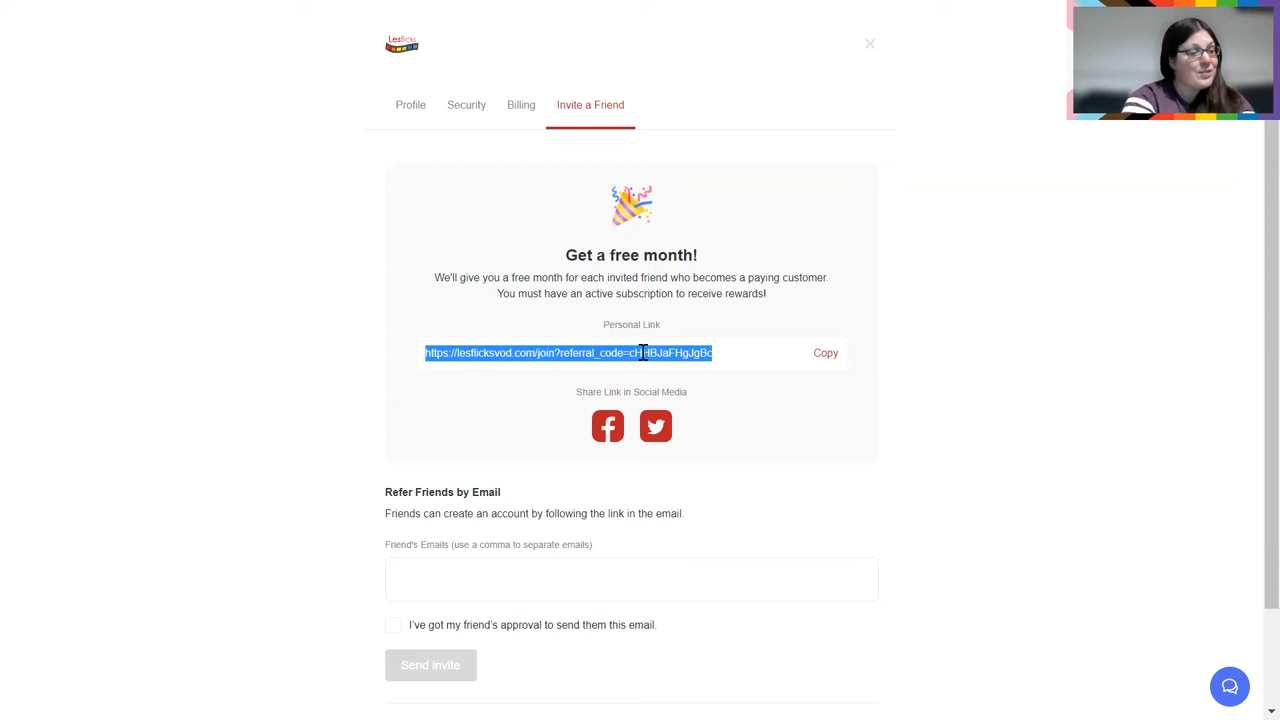 Lesflicks
Profile Security Billing Invite a Friend
Get a free month!
We'll give you a free month for each invited friend who becomes a paying customer.
You must have an active subscription to receive rewards!
Personal Link
https://lesflicksvod.com/join?referral_code=cHHBJaFHgJgBc Copy
Share Link in Social Media
Refer Friends by Email
Friends can create an account by following the link in the email.
Friend's Emails (use a comma to separate emails)
I've got my friend's approval to send them this email.
Send invite